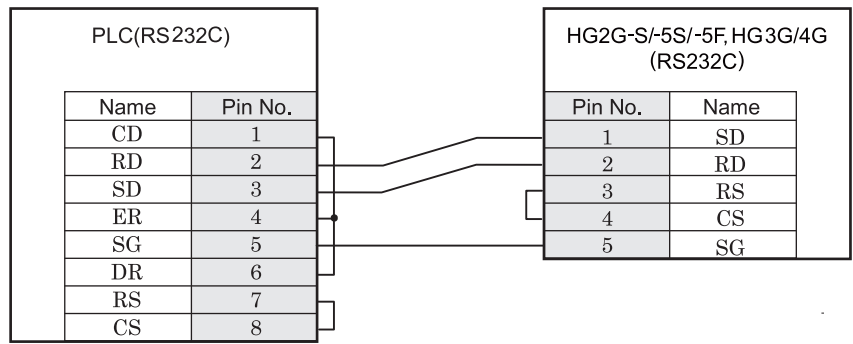 PLC(RS232C)
Name Pin No.
CD 1
RD 2
SD 3
ER 4
SG 5
DR 6
RS 7
CS 8
HG2G-S/-5S/-5F, HG3G/4G
(RS232C)
Pin No. Name
1 SD
2 RD
3 RS
4 CS
5 SG